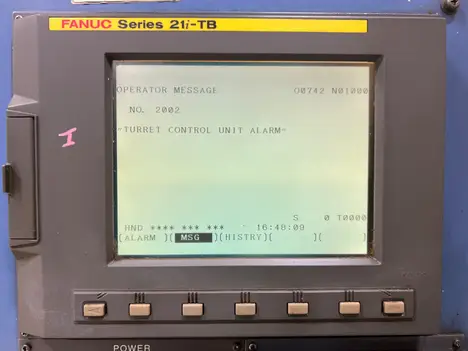 FANUC Series 21i-TB
OPERATOR MESSAGE O0742 N01000
NO. 2002
"TURRET CONTROL UNIT ALARM"
S 0 T0000
HND **** *** *** 16:48:09
[ALARM ][ MSG ][HISTRY][ ][ ]
I
POWER